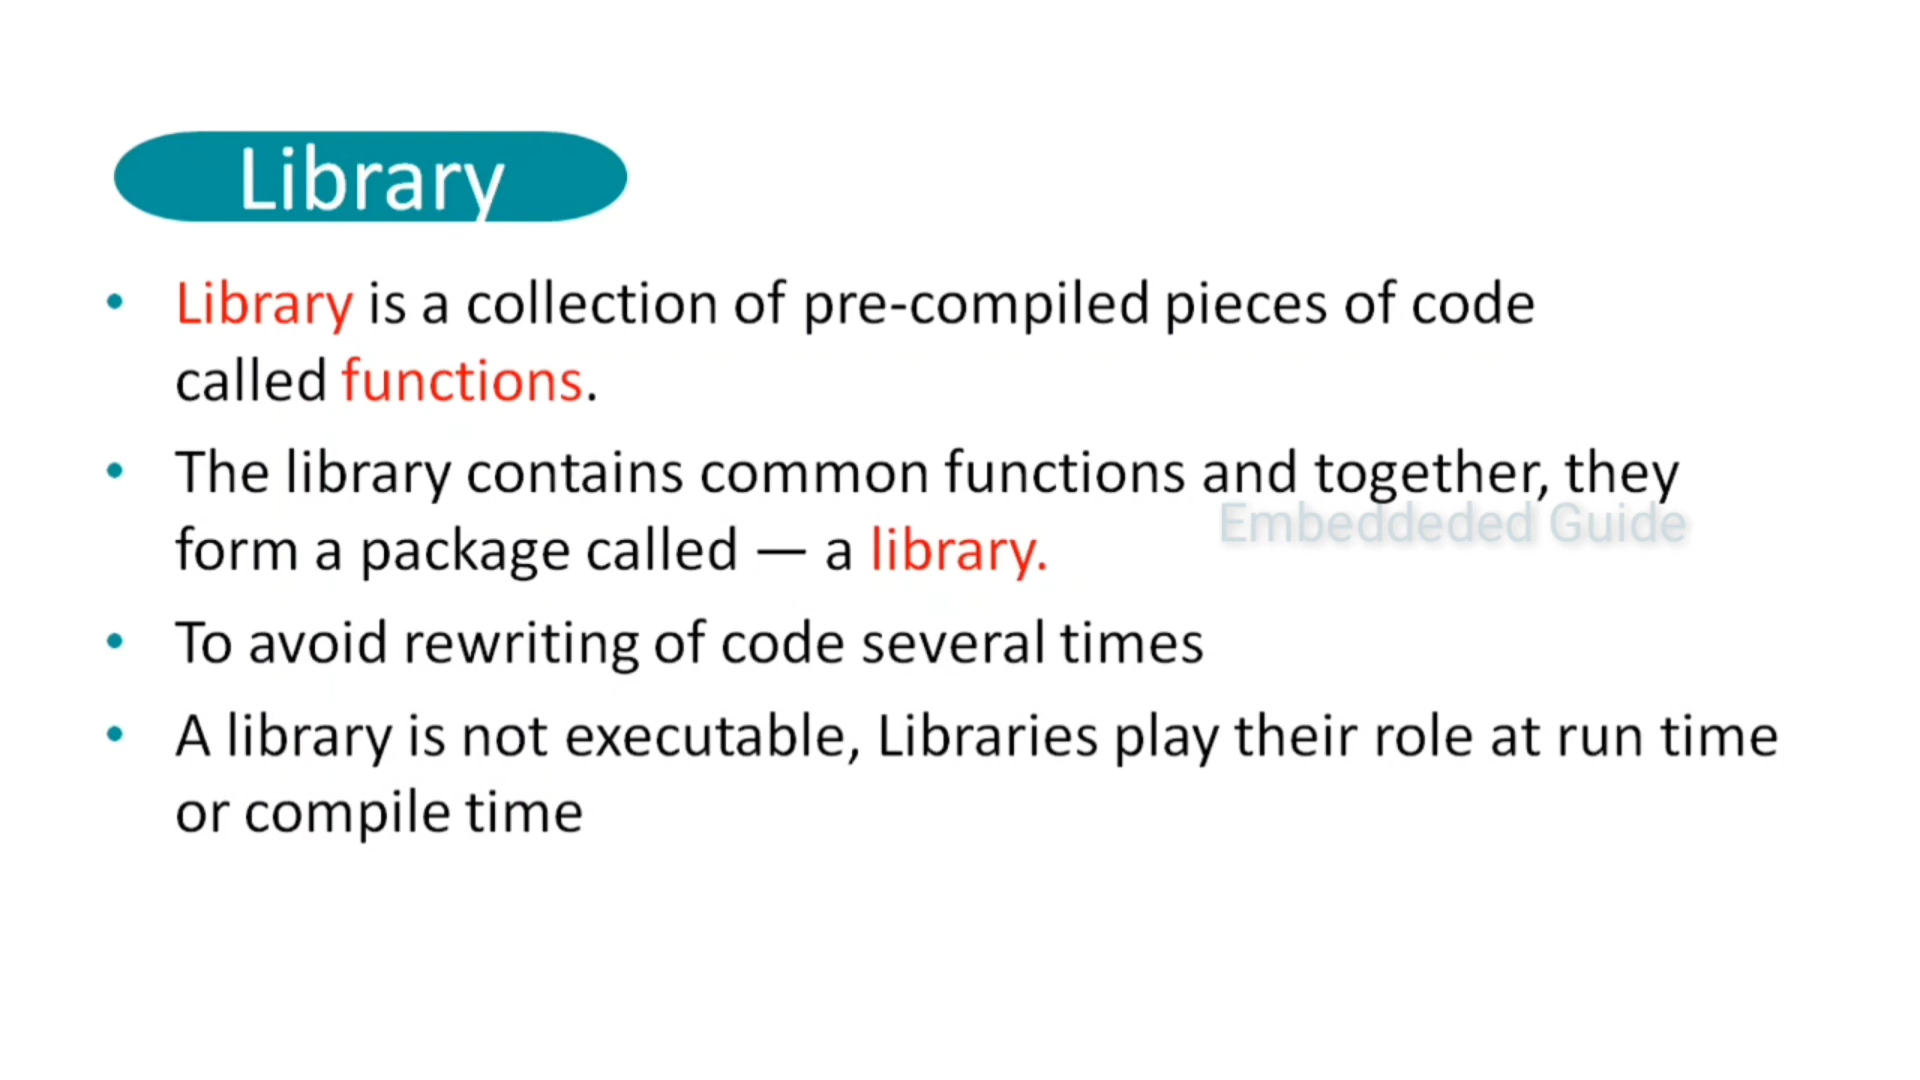 Library
• Library is a collection of pre-compiled pieces of code
called functions.
• The library contains common functions and together, they
Embeddeded Guide
form a package called — a library.
• To avoid rewriting of code several times
• A library is not executable, Libraries play their role at run time
or compile time